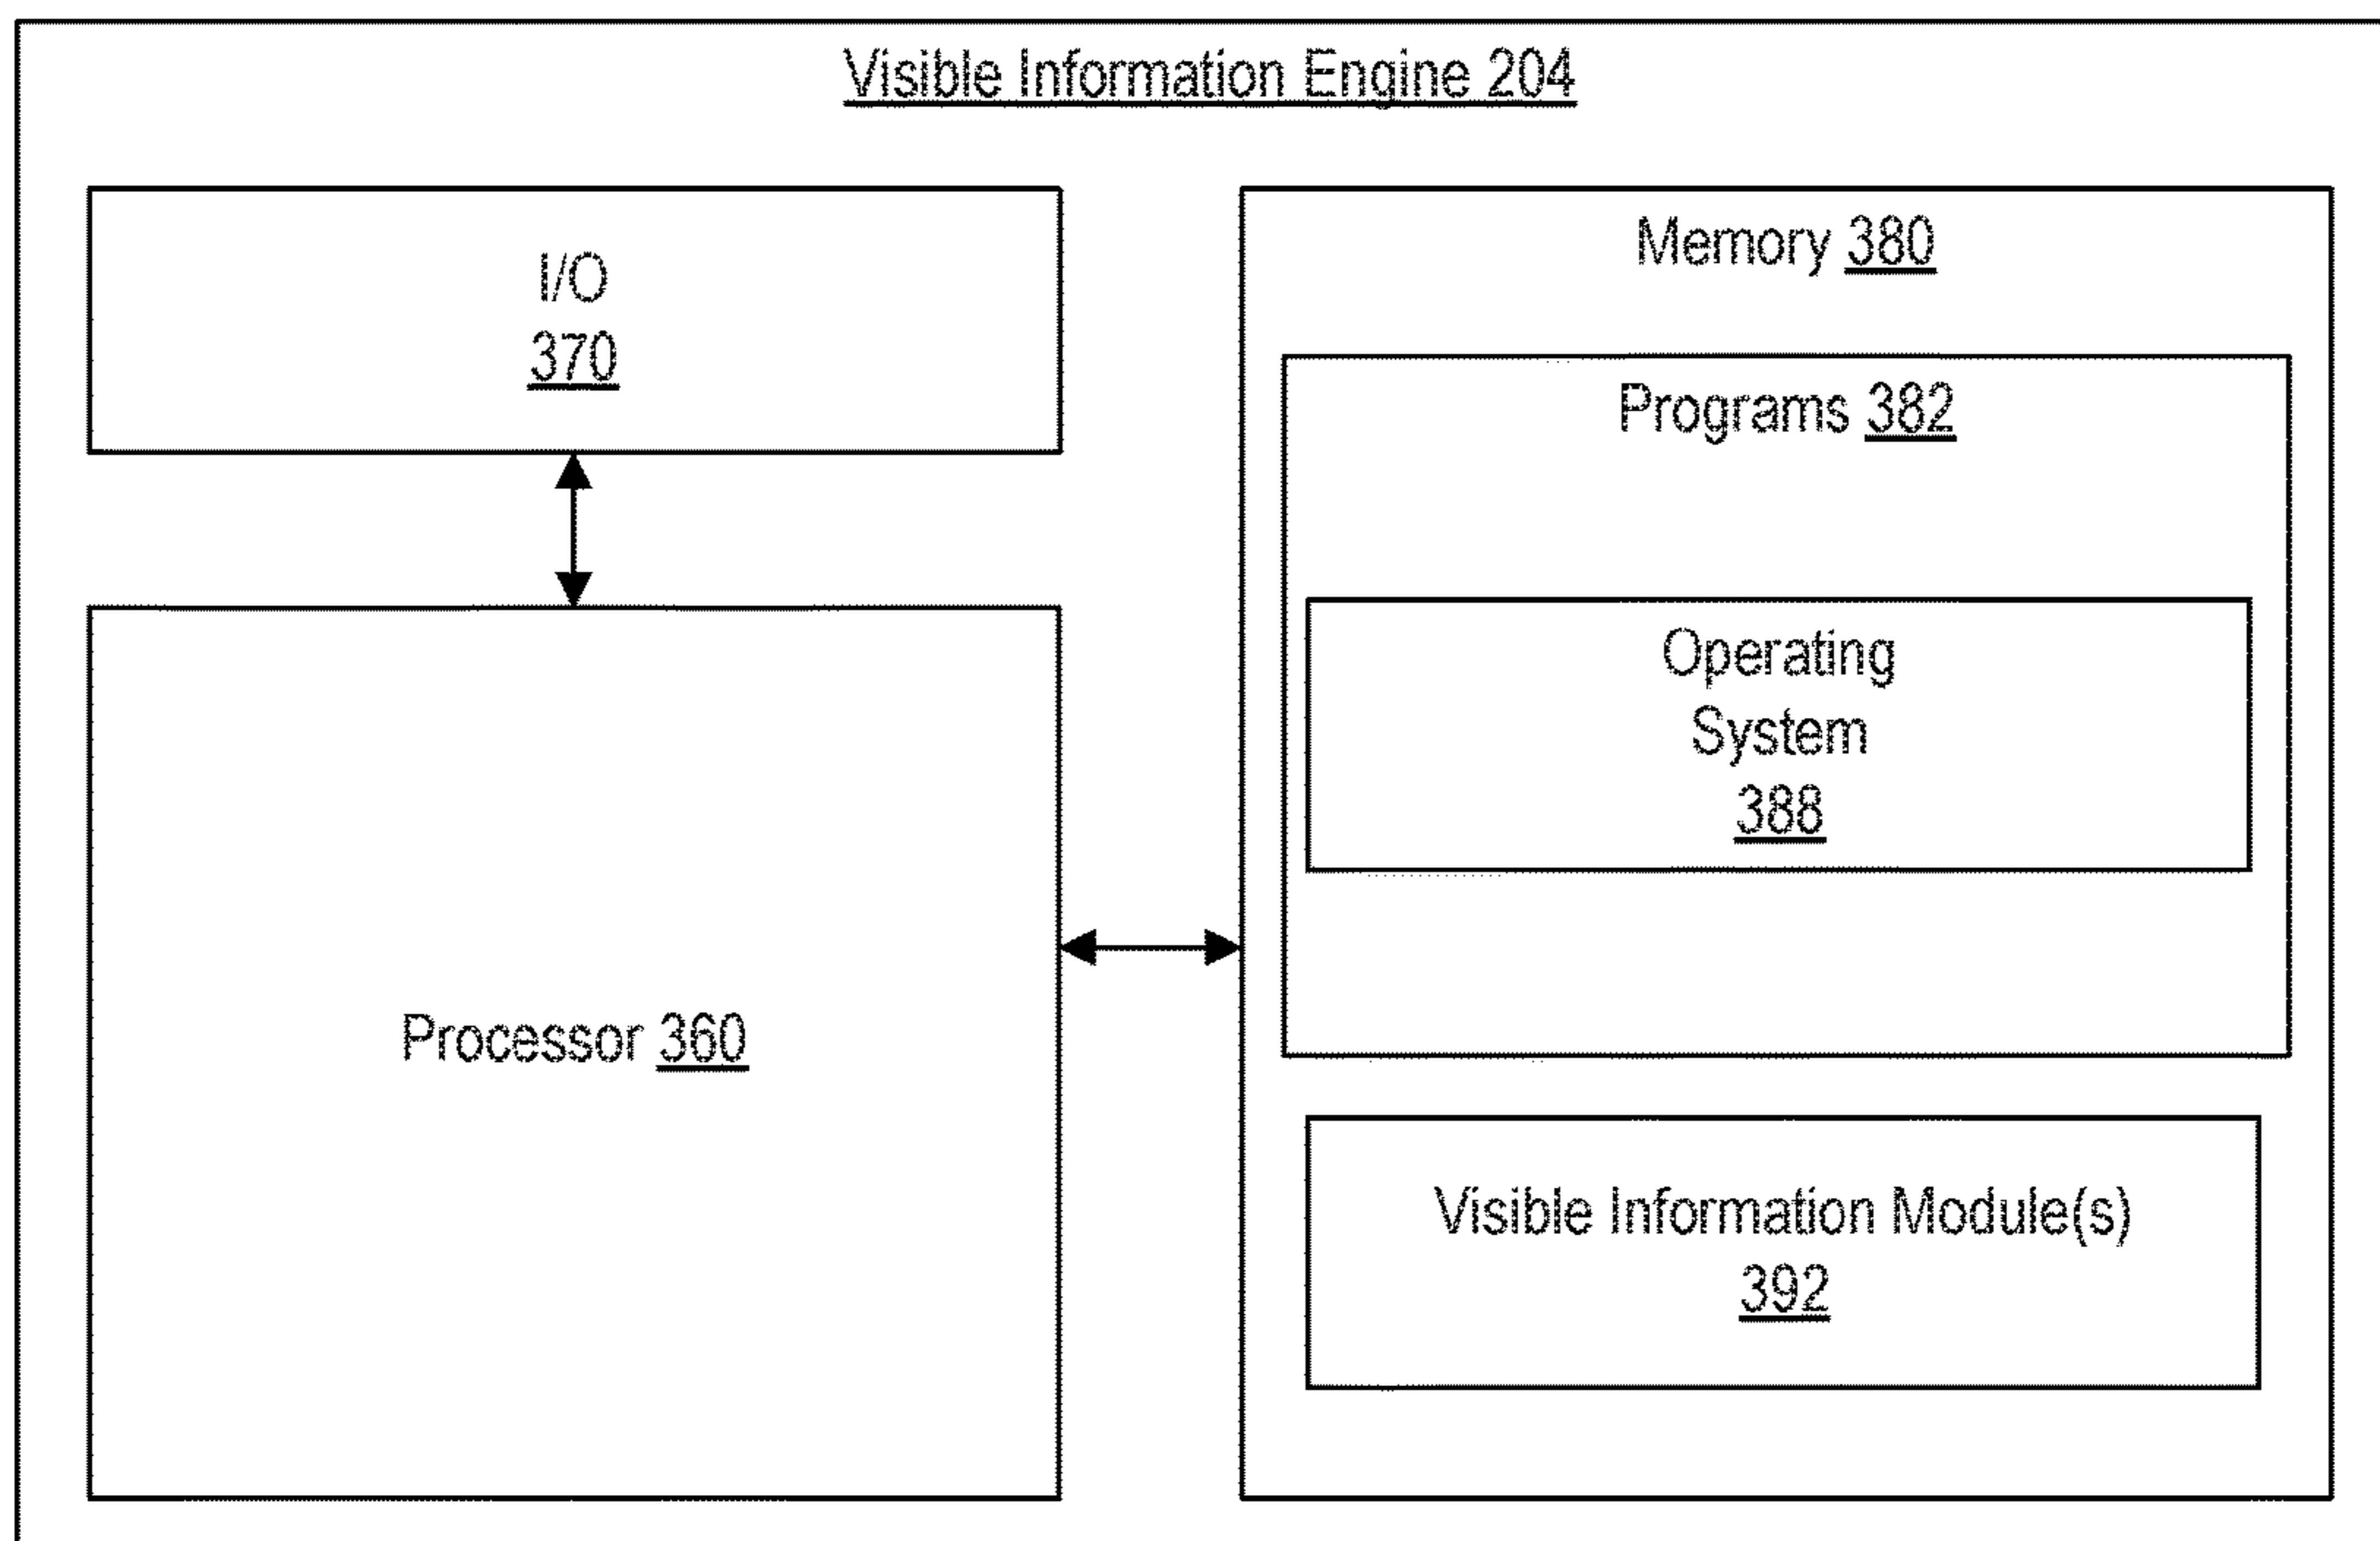 Visible Information Engine 204
I/O
370
Processor 360
Memory 380
Programs 382
Operating
System
388
Visible Information Module(s)
392